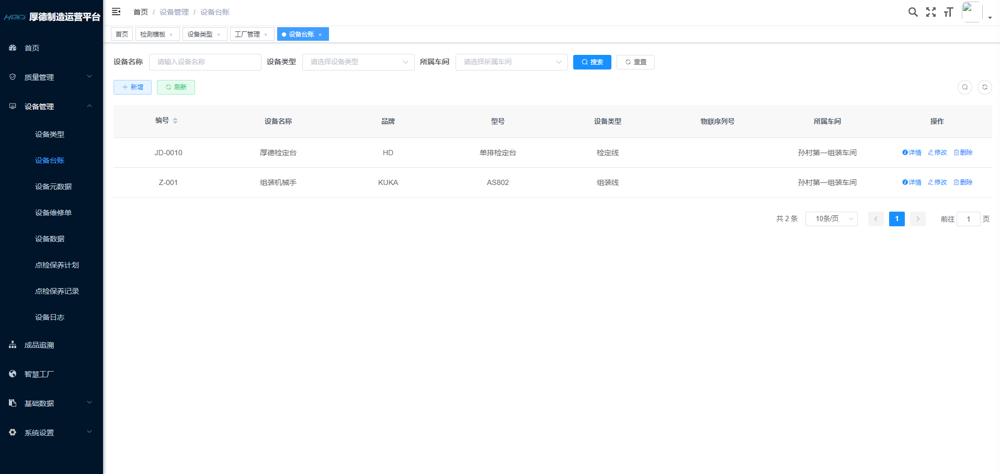 HDKD 厚德制造运营平台
首页
质量管理
设备管理
设备类型
设备台账
设备元数据
设备维修单
设备数据
点检保养计划
点检保养记录
设备日志
成品追溯
智慧工厂
基础数据
系统设置
首页 / 设备管理 / 设备台账
首页 检测模板 × 设备类型 × 工厂管理 × 设备台账 ×
设备名称 请输入设备名称 设备类型 请选择设备类型 所属车间 请选择所属车间 搜索 重置
新增 刷新
编号 设备名称 品牌 型号 设备类型 物联序列号 所属车间 操作
JD-0010 厚德检定台 HD 单排检定台 检定线 孙村第一组装车间 详情 修改 删除
Z-001 组装机械手 KUKA AS802 组装线 孙村第一组装车间 详情 修改 删除
共 2 条 10条/页 1 前往 1 页